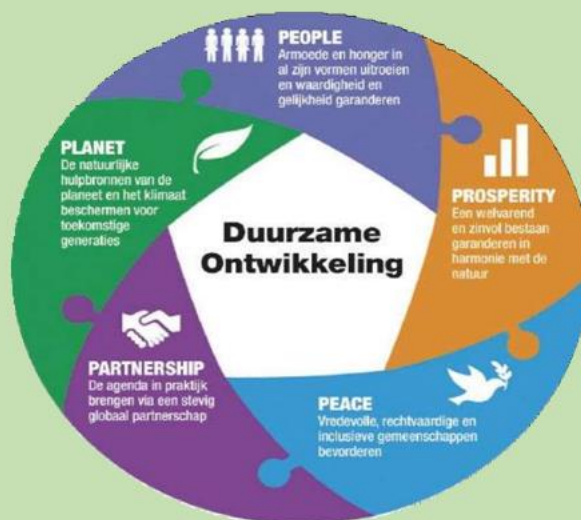 PEOPLE
Armoede en honger in
al zijn vormen uitroeien
en waardigheid en
gelijkheid garanderen
PROSPERITY
Een welvarend
en zinvol bestaan
garanderen in
harmonie met de
natuur
PEACE
Vredevolle, rechtvaardige en
inclusieve gemeenschappen
bevorderen
PARTNERSHIP
De agenda in praktijk
brengen via een stevig
globaal partnerschap
PLANET
De natuurlijke
hulpbronnen van de
planeet en het klimaat
beschermen voor
toekomstige
generaties
Duurzame
Ontwikkeling